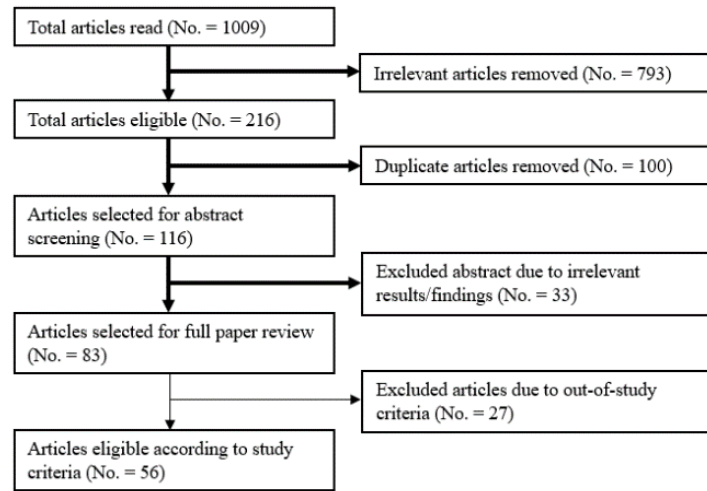 Total articles read (No. = 1009)
Irrelevant articles removed (No. = 793)
Total articles eligible (No. = 216)
Duplicate articles removed (No. = 100)
Articles selected for abstract
screening (No. = 116)
Excluded abstract due to irrelevant
results/findings (No. = 33)
Articles selected for full paper review
(No. = 83)
Excluded articles due to out-of-study
criteria (No. = 27)
Articles eligible according to study
criteria (No. = 56)